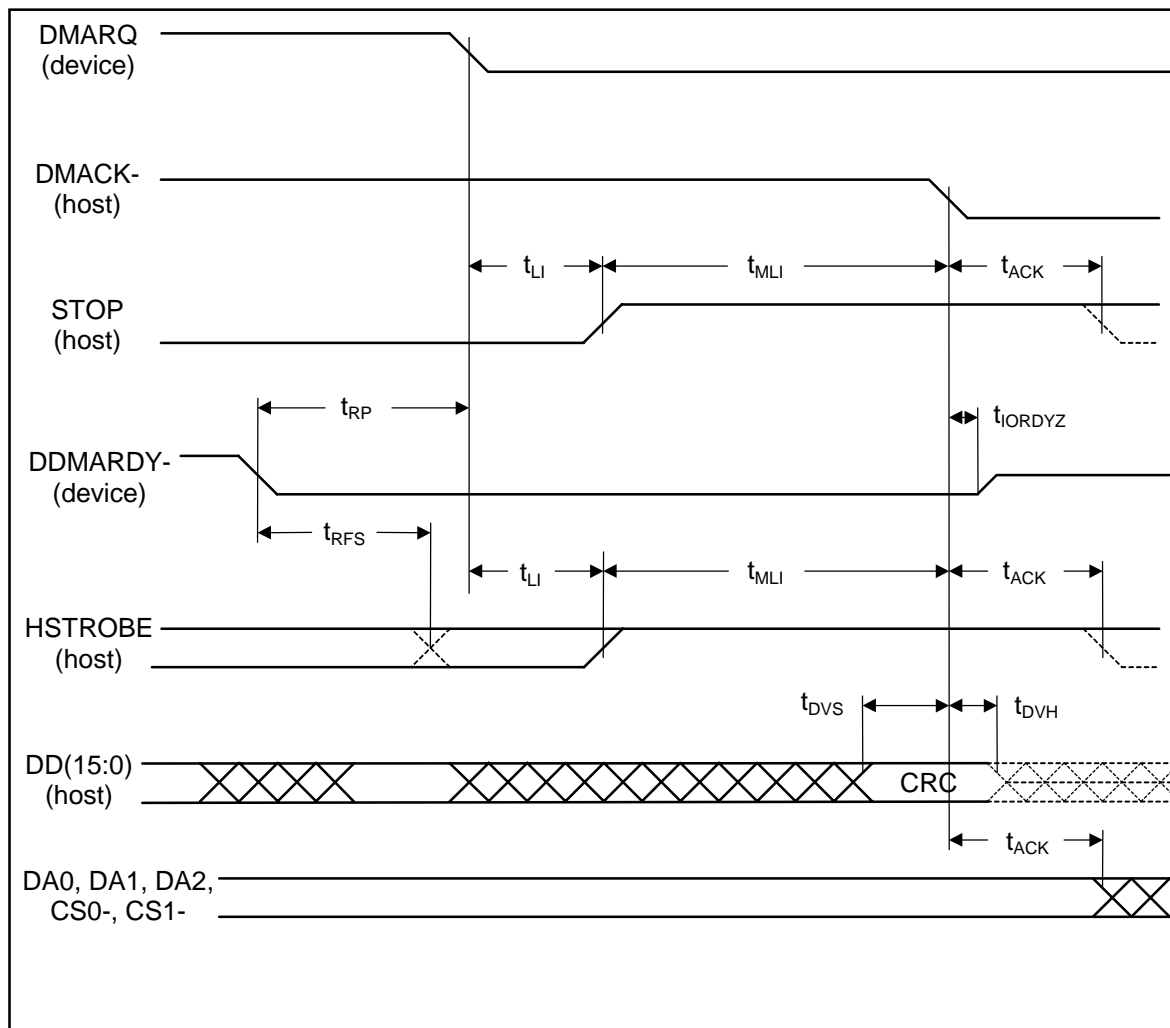 DMARQ
(device)
DMACK-
(host)
tLI
tMLI
tACK
STOP
(host)
tRP
tIORDYZ
DDMARDY-
(device)
tRFS
tLI
tMLI
tACK
HSTROBE
(host)
tDVS
tDVH
DD(15:0)
(host)
CRC
tACK
DA0, DA1, DA2,
CS0-, CS1-